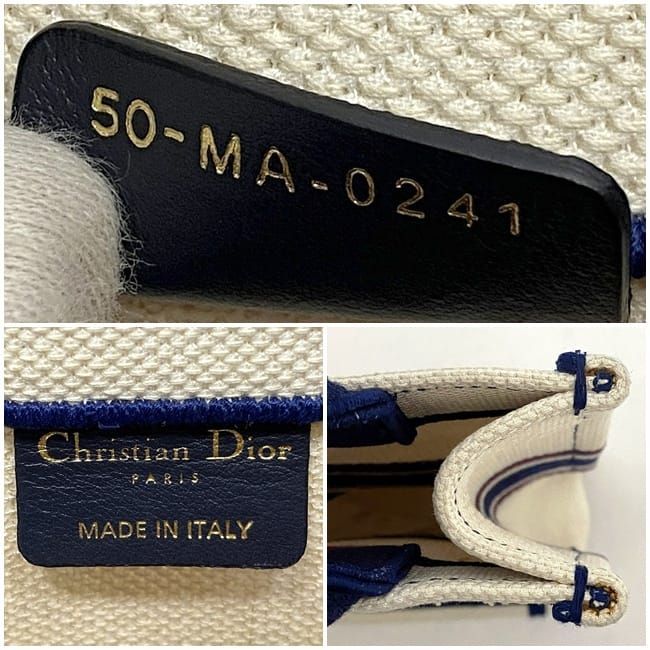 50-MA-0241
Christian Dior
PARIS
MADE IN ITALY